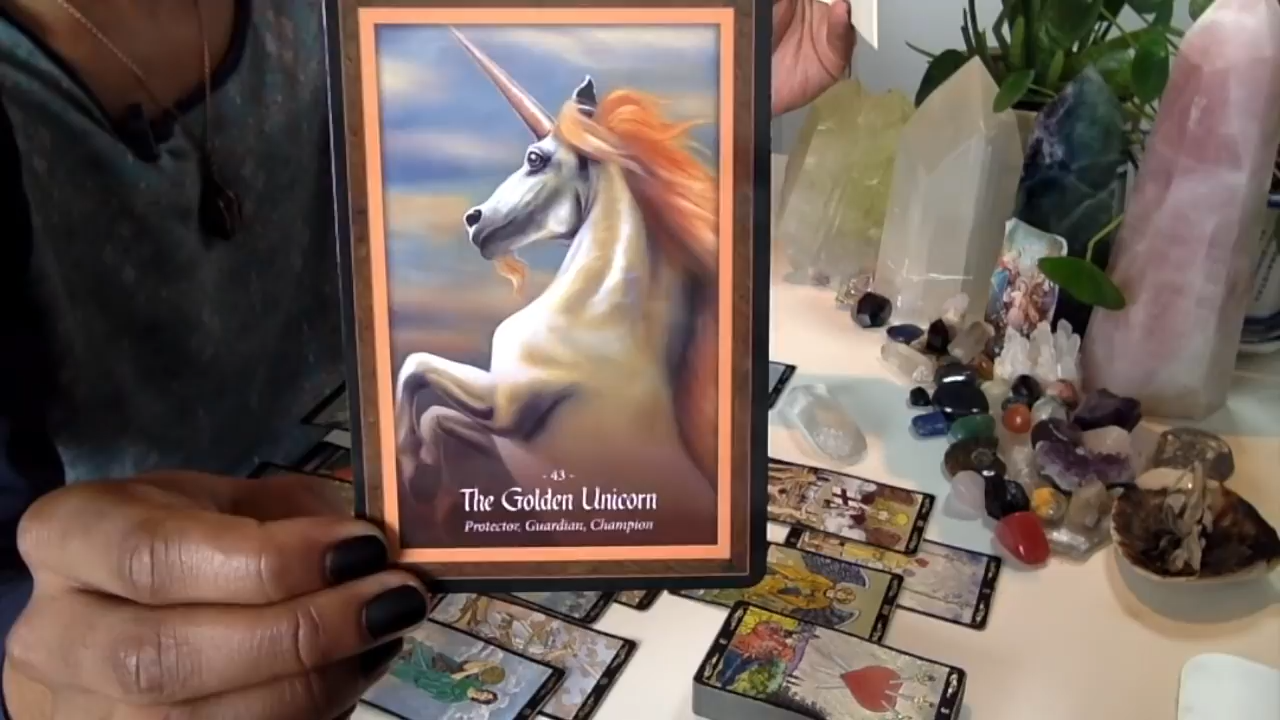 - 43 -
The Golden Unicorn
Protector, Guardian, Champion